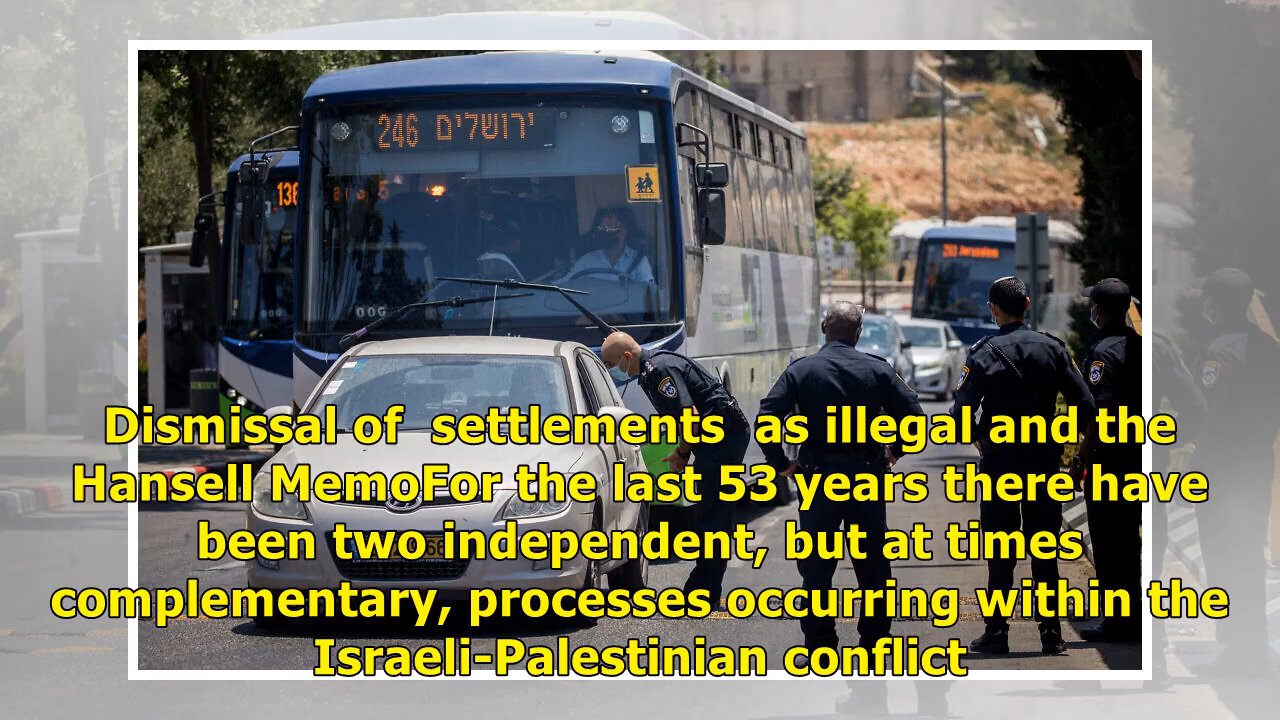 246 ירושלים
136
Dismissal of  settlements  as illegal and the
Hansell MemoFor the last 53 years there have
been two independent, but at times
complementary, processes occurring within the
Israeli-Palestinian conflict